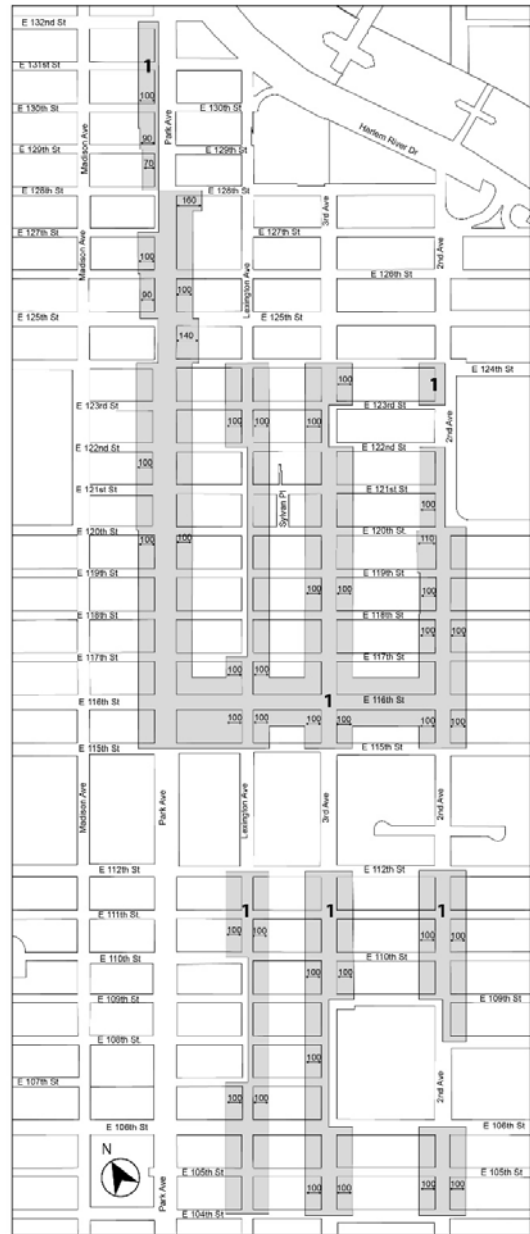 E 132nd St
E 131st St
1
100
E 130th St
Park Ave
E 130th St
Harlem River Dr
90
E 129th St
Madison Ave
E 129th St
70
E 128th St
E 128th St
160
3rd Ave
E 127th St
Madison Ave
E 127th St
2nd Ave
100
Lexington Ave
E 126th St
90
100
E 125th St
E 125th St
140
E 124th St
100
1
E 123rd St
E 123rd St
100
100
100
2nd Ave
E 122nd St
E 122nd St
100
E 121st St
E 121st St
Sylvan Pl
100
E 120th St
E 120th St.
100
100
110
E 119th St
E 119th St
100
100
100
E 118th St
E 118th St
100
100
E 117th St
E 117th St
100
100
E 116th St
1
E 116th St
100
100
100
100
100
100
E 115th St
E 115th St
Madison Ave
Park Ave
Lexington Ave
3rd Ave
2nd Ave
E 112th St
E 112th St
E 111th St.
1
1
1
100
100
100
100
E 110th St
E 110th St
100
100
E 109th St
E 109th St
E 108th St.
100
E 107th St
2nd Ave
100
100
E 106th St
E 106th St
N
E 105th St
E 105th St
Park Ave
100
100
100
100
E 104th St